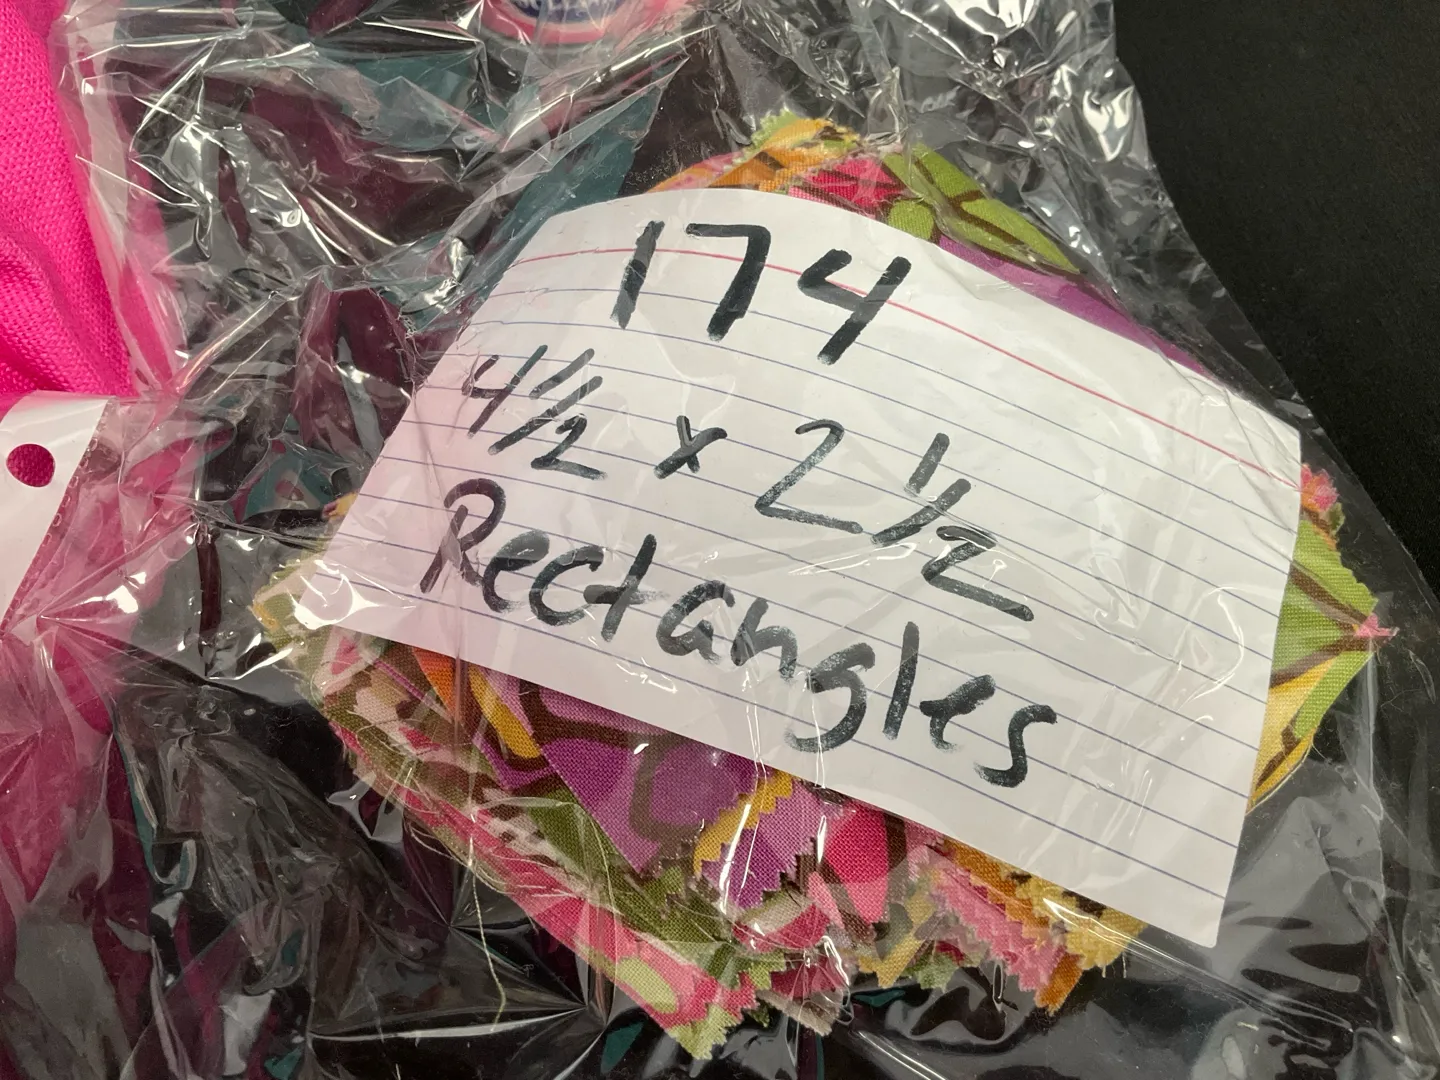 174
4½ x 2½
Rectangles